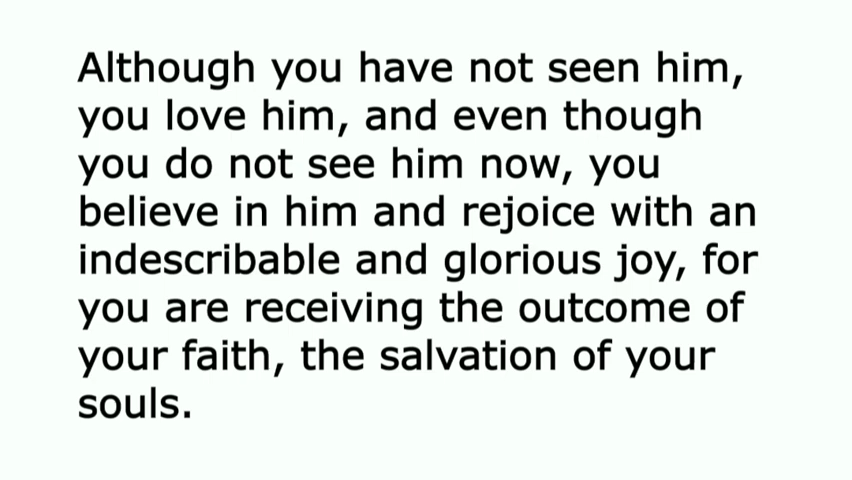 Although you have not seen him,
you love him, and even though
you do not see him now, you
believe in him and rejoice with an
indescribable and glorious joy, for
you are receiving the outcome of
your faith, the salvation of your
souls.